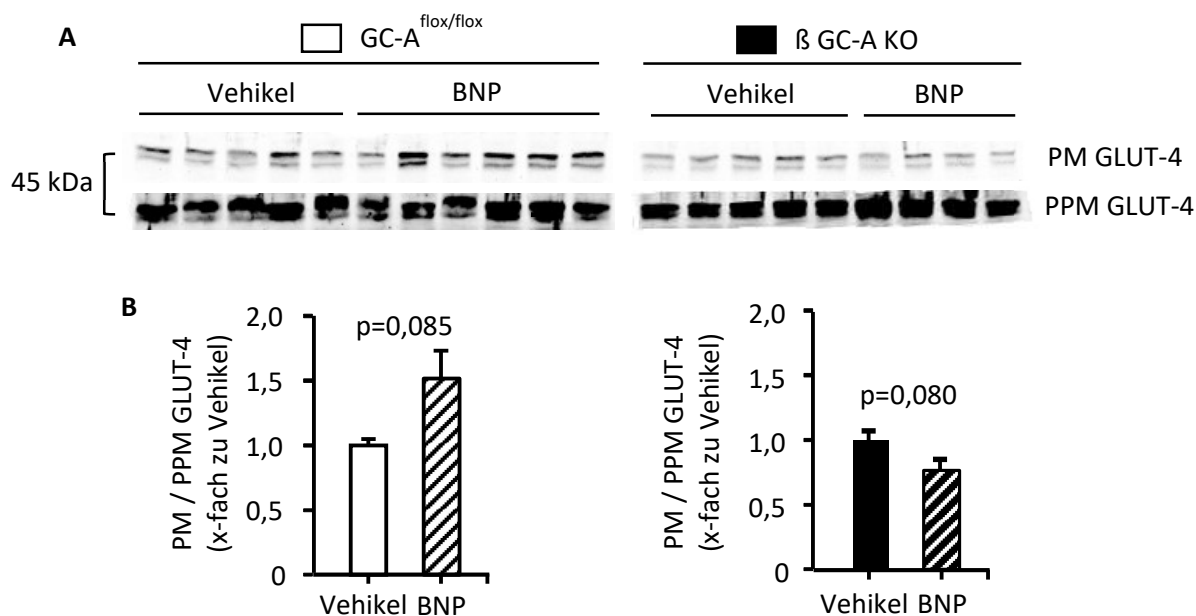 A
GC-A flox/flox
ß GC-A KO
Vehikel BNP
Vehikel BNP
45 kDa
PM GLUT-4
PPM GLUT-4
B
PM / PPM GLUT-4
(x-fach zu Vehikel)
2,0
1,5
1,0
0,5
0
p=0,085
Vehikel BNP
PM / PPM GLUT-4
(x-fach zu Vehikel)
2,0
1,5
1,0
0,5
0
p=0,080
Vehikel BNP